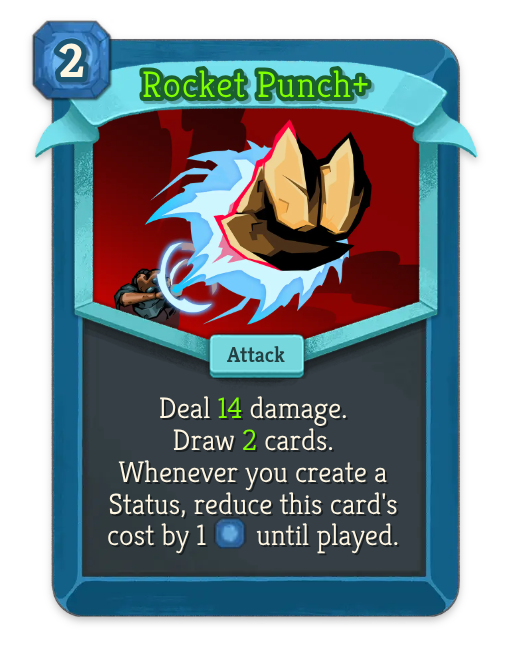 2
Rocket Punch+
Attack
Deal 14 damage.
Draw 2 cards.
Whenever you create a
Status, reduce this card's
cost by 1 until played.